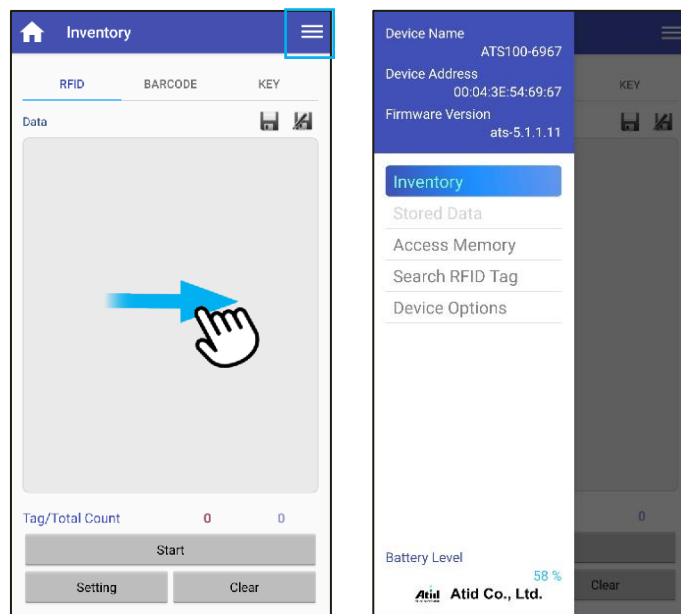 Inventory
RFID BARCODE KEY
Data
Tag/Total Count 0 0
Start
Setting Clear
Device Name
ATS100-6967
Device Address
00:04:3E:54:69:67
Firmware Version
ats-5.1.1.11
KEY
Inventory
Stored Data
Access Memory
Search RFID Tag
Device Options
0
Battery Level
58 %
Clear
Atid Atid Co., Ltd.